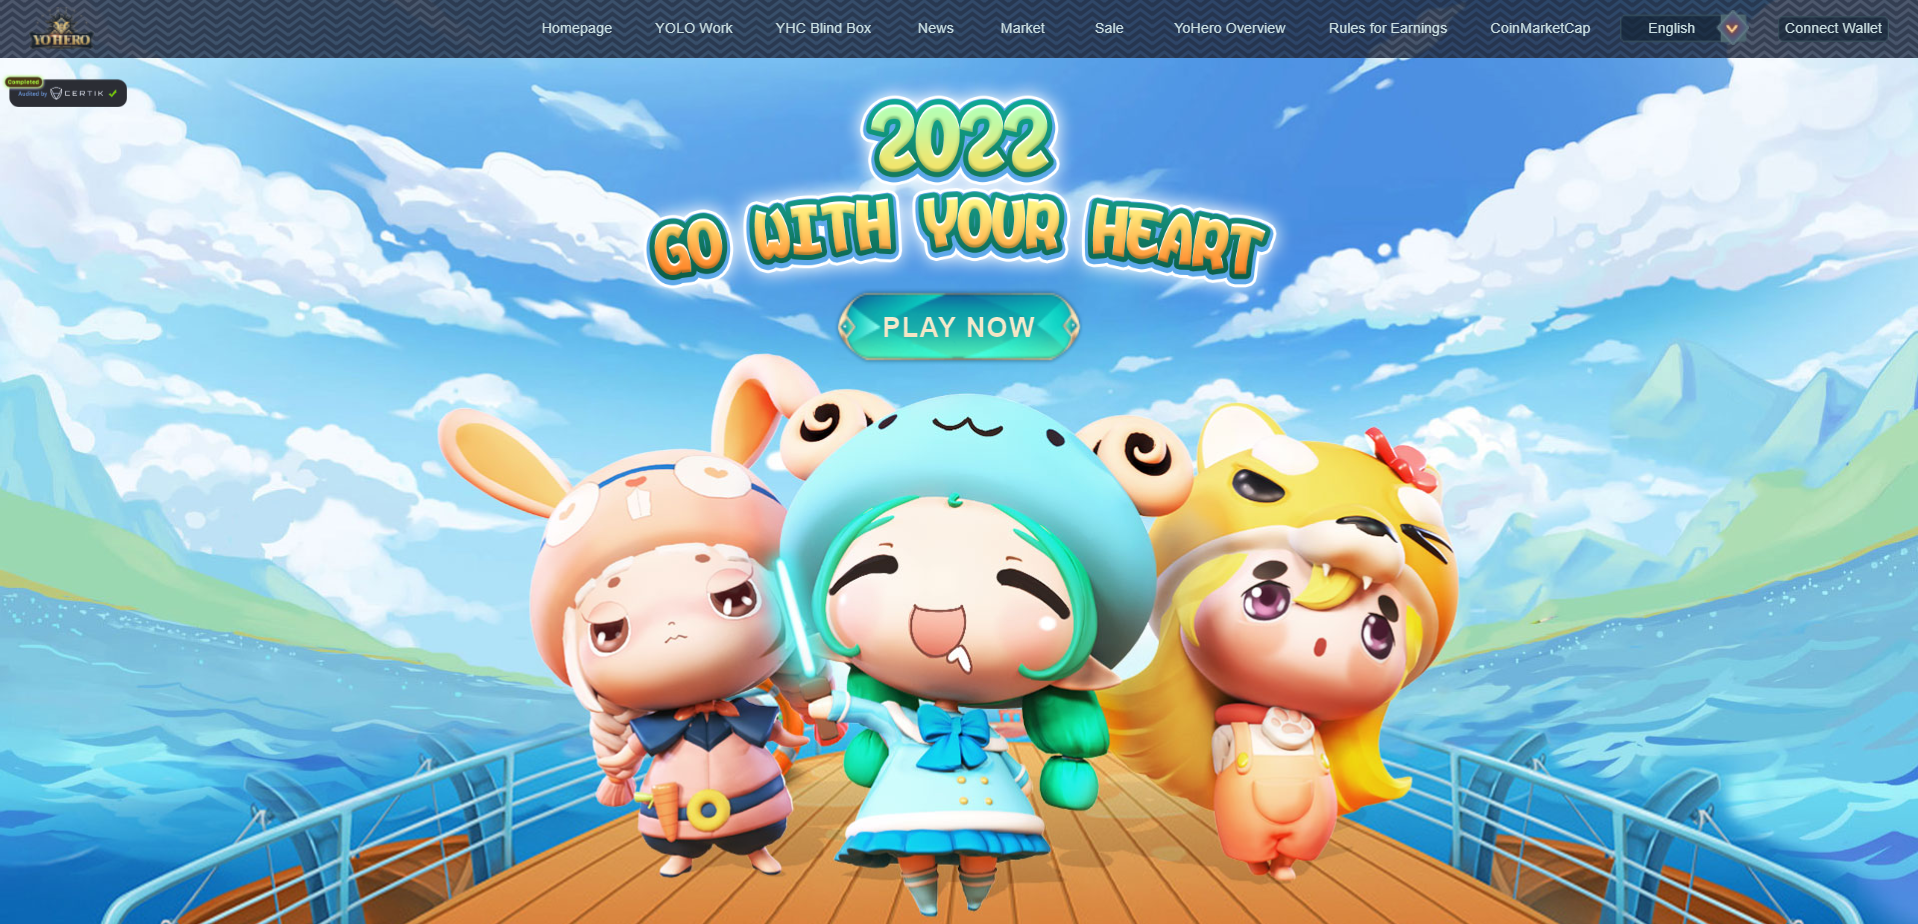 YOHERO
Homepage
YOLO Work
YHC Blind Box
News
Market
Sale
YoHero Overview
Rules for Earnings
CoinMarketCap
English
Connect Wallet
Completed
Audited by CERTIK
2022
GO WITH YOUR HEART
PLAY NOW